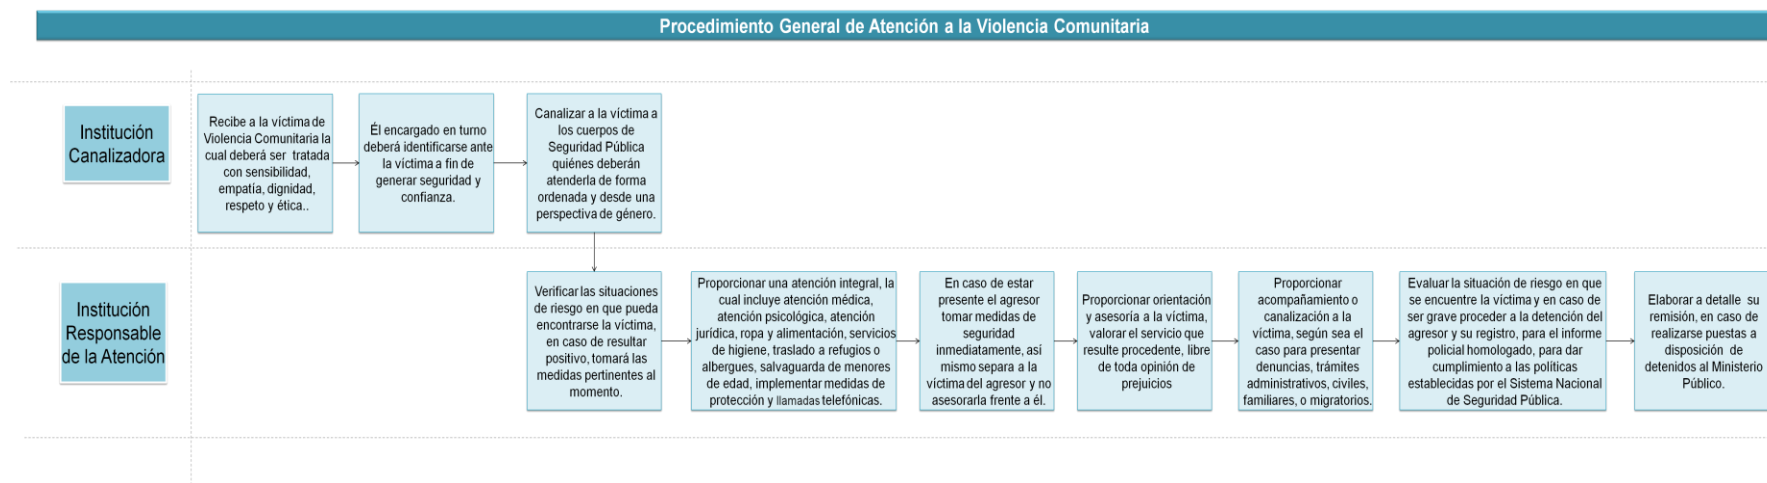 Procedimiento General de Atención a la Violencia Comunitaria
Institución
Canalizadora
Recibe a la víctima de
Violencia Comunitaria la
cual deberá ser tratada
con sensibilidad,
empatía, dignidad,
respeto y ética..
Él encargado en turno
deberá identificarse ante
la víctima a fin de
generar seguridad y
confianza.
Canalizar a la víctima a
los cuerpos de
Seguridad Pública
quiénes deberán
atenderla de forma
ordenada y desde una
perspectiva de género.
Institución
Responsable
de la Atención
Verificar las situaciones
de riesgo en que pueda
encontrarse la víctima,
en caso de resultar
positivo, tomará las
medidas pertinentes al
momento.
Proporcionar una atención integral, la
cual incluye atención médica,
atención psicológica, atención
jurídica, ropa y alimentación, servicios
de higiene, traslado a refugios o
albergues, salvaguarda de menores
de edad, implementar medidas de
protección y llamadas telefónicas.
En caso de estar
presente el agresor
tomar medidas de
seguridad
inmediatamente, así
mismo separa a la
víctima del agresor y no
asesorarla frente a él.
Proporcionar orientación
y asesoría a la víctima,
valorar el servicio que
resulte procedente, libre
de toda opinión de
prejuicios
Proporcionar
acompañamiento o
canalización a la
víctima, según sea el
caso para presentar
denuncias, trámites
administrativos, civiles,
familiares, o migratorios.
Evaluar la situación de riesgo en que
se encuentre la víctima y en caso de
ser grave proceder a la detención del
agresor y su registro, para el informe
policial homologado, para dar
cumplimiento a las políticas
establecidas por el Sistema Nacional
de Seguridad Pública.
Elaborar a detalle su
remisión, en caso de
realizarse puestas a
disposición de
detenidos al Ministerio
Público.